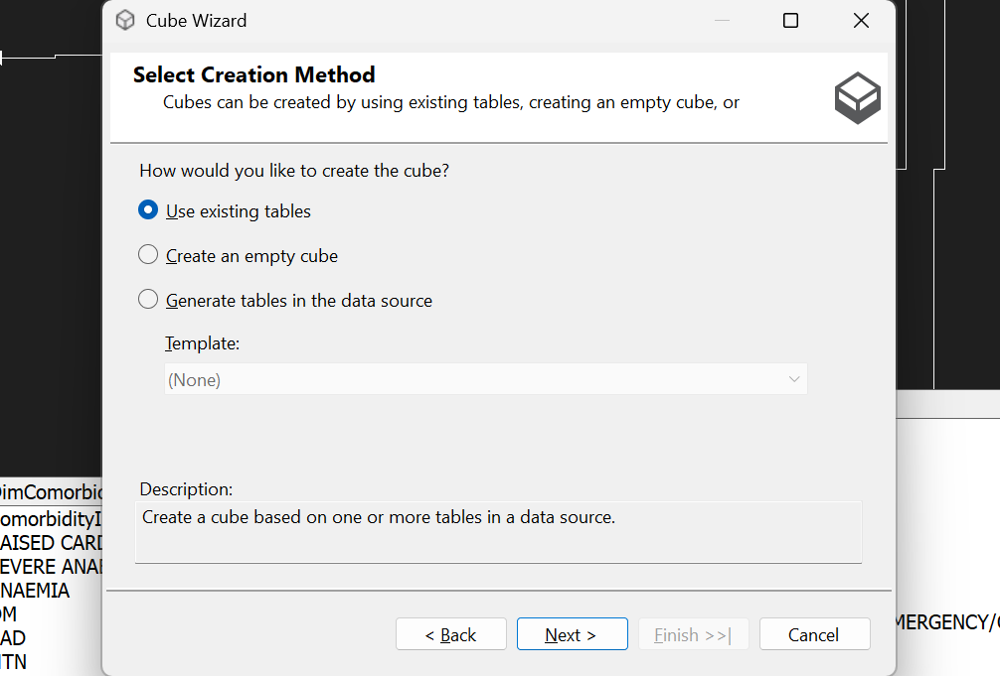 Cube Wizard
Select Creation Method
Cubes can be created by using existing tables, creating an empty cube, or
How would you like to create the cube?
Use existing tables
Create an empty cube
Generate tables in the data source
Template:
(None)
Description:
Create a cube based on one or more tables in a data source.
< Back
Next >
Finish >>|
Cancel
DimComorbid
omorbidityI
AISED CARD
EVERE ANAE
NAEMIA
OM
AD
TN
MERGENCY/